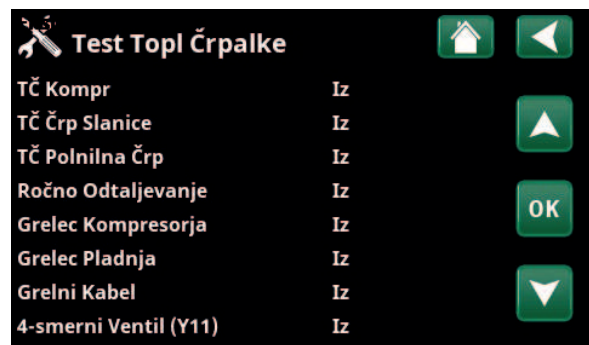 Test Topl Črpalke
TČ Kompr Iz
TČ Črp Slanice Iz
TČ Polnilna Črp Iz
Ročno Odtaljevanje Iz
OK
Grelec Kompresorja Iz
Grelec Pladnja Iz
Grelni Kabel Iz
4-smerni Ventil (Y11) Iz